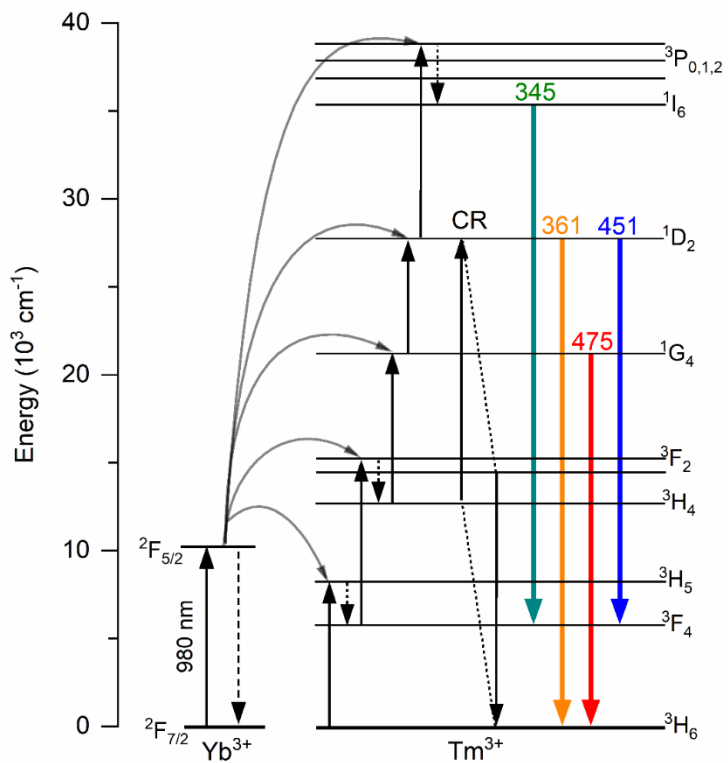 40
30
20
10
0
Energy (10³ cm⁻¹)
³P₀,₁,₂
¹I₆
345
CR
361
451
¹D₂
475
¹G₄
³F₂
³H₄
²F₅/₂
³H₅
³F₄
980 nm
²F₇/₂
³H₆
Yb³⁺
Tm³⁺